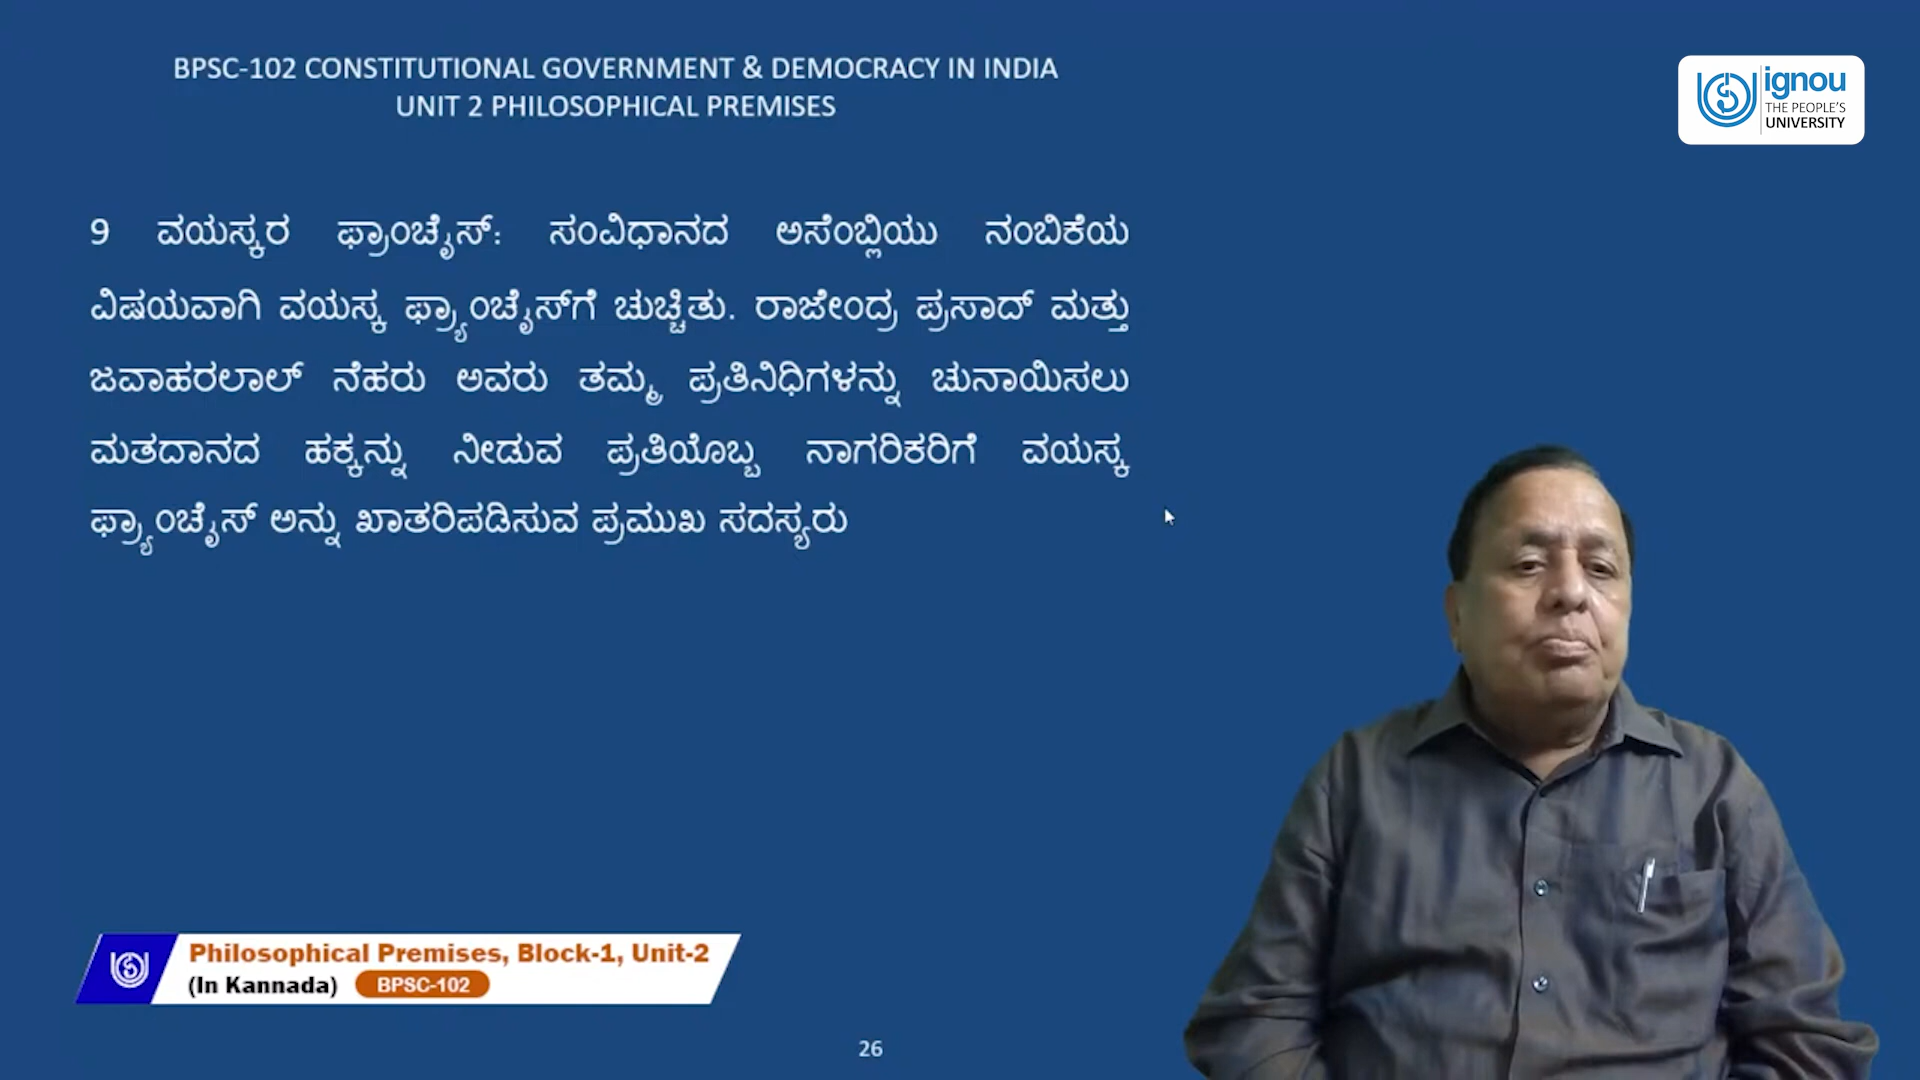 BPSC-102 CONSTITUTIONAL GOVERNMENT & DEMOCRACY IN INDIA
UNIT 2 PHILOSOPHICAL PREMISES
ignou
THE PEOPLE'S
UNIVERSITY
9 ವಯಸ್ಕರ ಫ್ರಾಂಚೈಸ್: ಸಂವಿಧಾನದ ಅಸೆಂಬ್ಲಿಯು ನಂಬಿಕೆಯ
ವಿಷಯವಾಗಿ ವಯಸ್ಕ ಫ್ರ್ಯಾಂಚೈಸ್‌ಗೆ ಚುಚ್ಚಿತು. ರಾಜೇಂದ್ರ ಪ್ರಸಾದ್ ಮತ್ತು
ಜವಾಹರಲಾಲ್ ನೆಹರು ಅವರು ತಮ್ಮ ಪ್ರತಿನಿಧಿಗಳನ್ನು ಚುನಾಯಿಸಲು
ಮತದಾನದ ಹಕ್ಕನ್ನು ನೀಡುವ ಪ್ರತಿಯೊಬ್ಬ ನಾಗರಿಕರಿಗೆ ವಯಸ್ಕ
ಫ್ರ್ಯಾಂಚೈಸ್ ಅನ್ನು ಖಾತರಿಪಡಿಸುವ ಪ್ರಮುಖ ಸದಸ್ಯರು
Philosophical Premises, Block-1, Unit-2
(In Kannada) BPSC-102
26